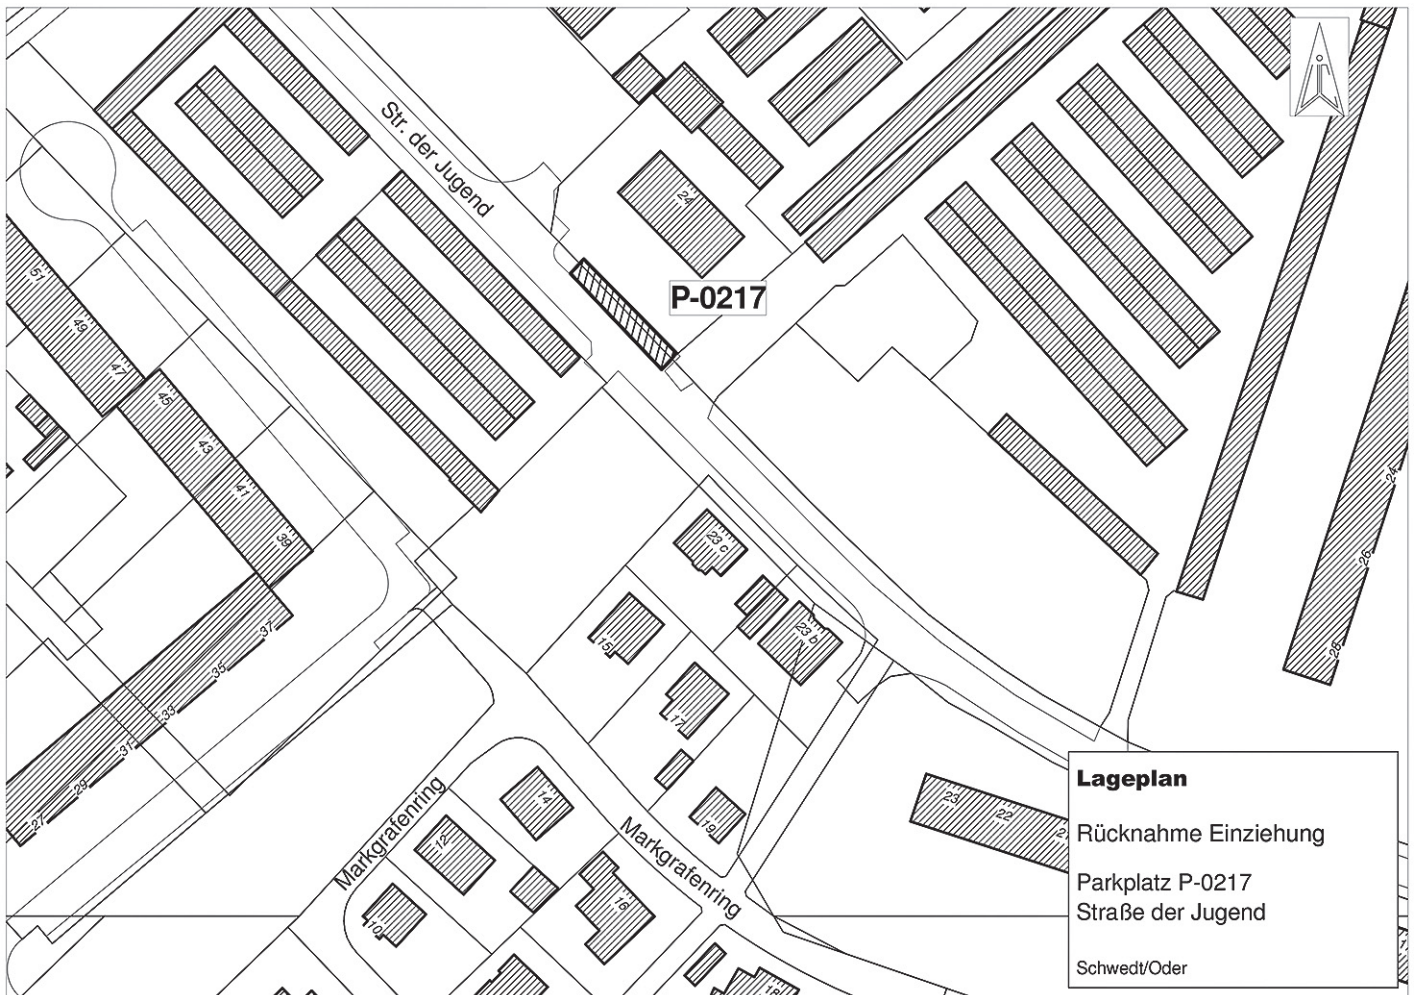 Str. der Jugend
24
P-0217
51
49
47
45
43
41
39
37
35
33
31
29
27
23 c
23 b
15
17
19
14
12
10
16
18
Markgrafenring
Markgrafenring
24
26
28
23
22
Lageplan
Rücknahme Einziehung
Parkplatz P-0217
Straße der Jugend
Schwedt/Oder